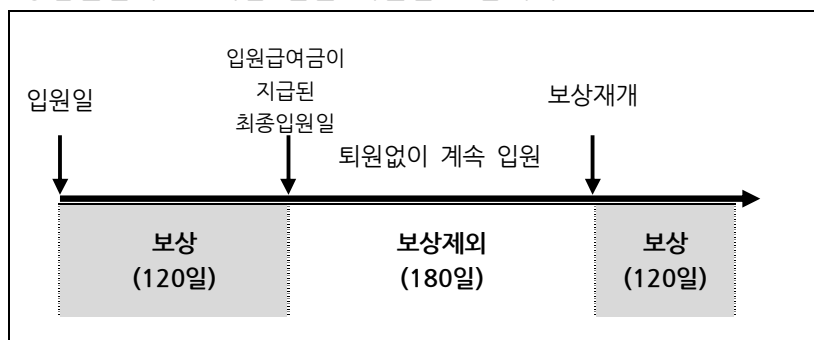 입원일
입원급여금이
지급된
최종입원일
보상재개
퇴원없이 계속 입원
보상
(120일)
보상제외
(180일)
보상
(120일)